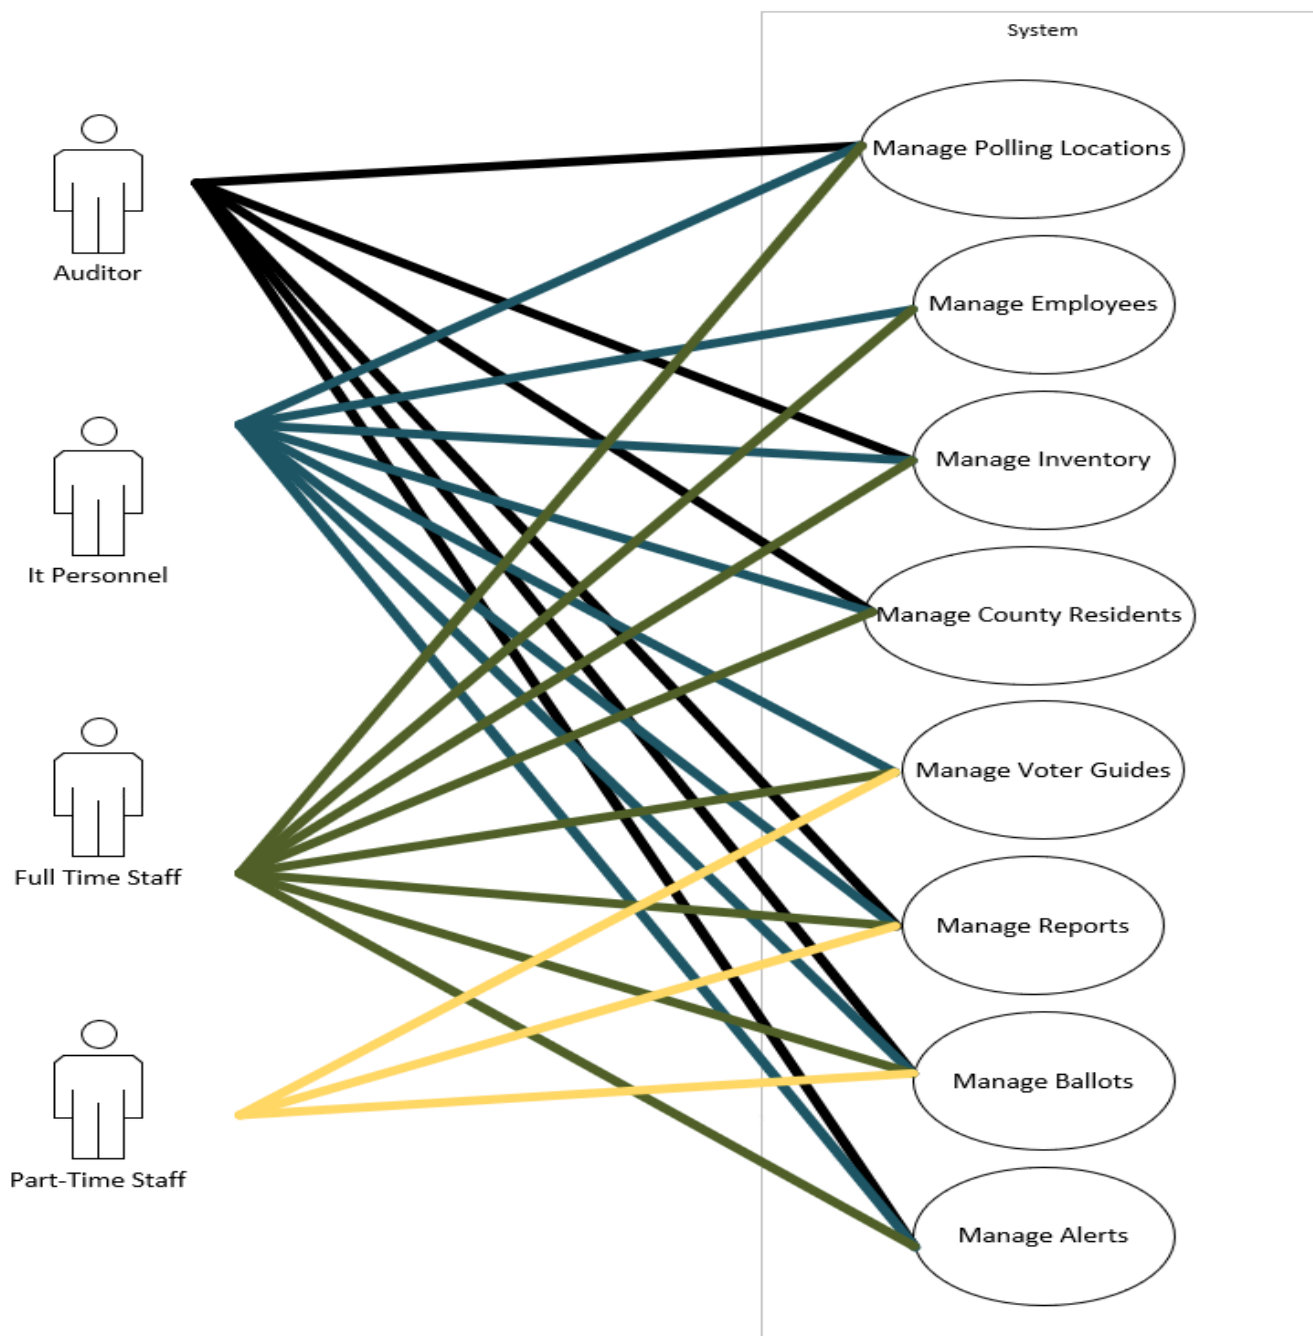 System
Manage Polling Locations
Auditor
Manage Employees
Manage Inventory
It Personnel
Manage County Residents
Manage Voter Guides
Full Time Staff
Manage Reports
Manage Ballots
Part-Time Staff
Manage Alerts